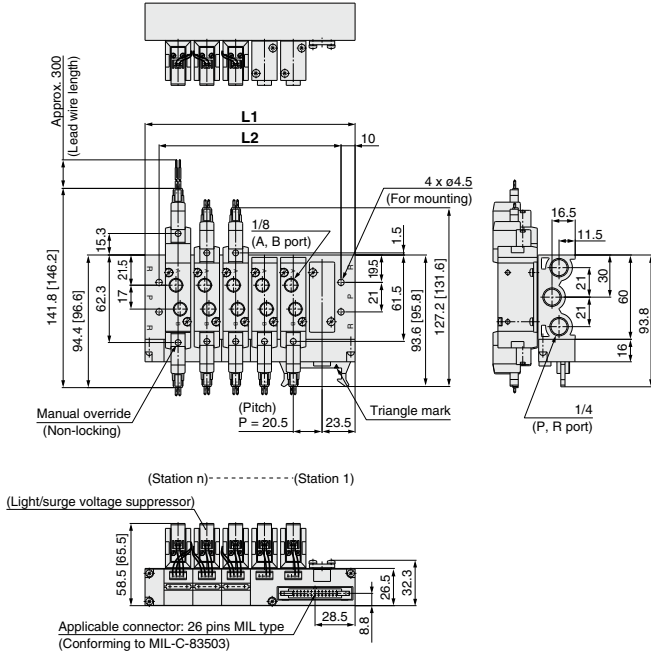 Approx. 300
(Lead wire length)
L1
L2
10
4 x ø4.5
(For mounting)
1/8
(A, B port)
141.8 [146.2]
94.4 [96.6]
62.3
15.3
21.5
17
R
P
R
R
P
R
1.5
19.5
21
61.5
93.6 [95.8]
127.2 [131.6]
16.5
11.5
21
21
30
60
16
93.8
Manual override
(Non-locking)
(Pitch)
P = 20.5
23.5
Triangle mark
1/4
(P, R port)
(Station n)
(Station 1)
(Light/surge voltage suppressor)
58.5 [65.5]
26.5
32.3
28.5
8.8
Applicable connector: 26 pins MIL type
(Conforming to MIL-C-83503)